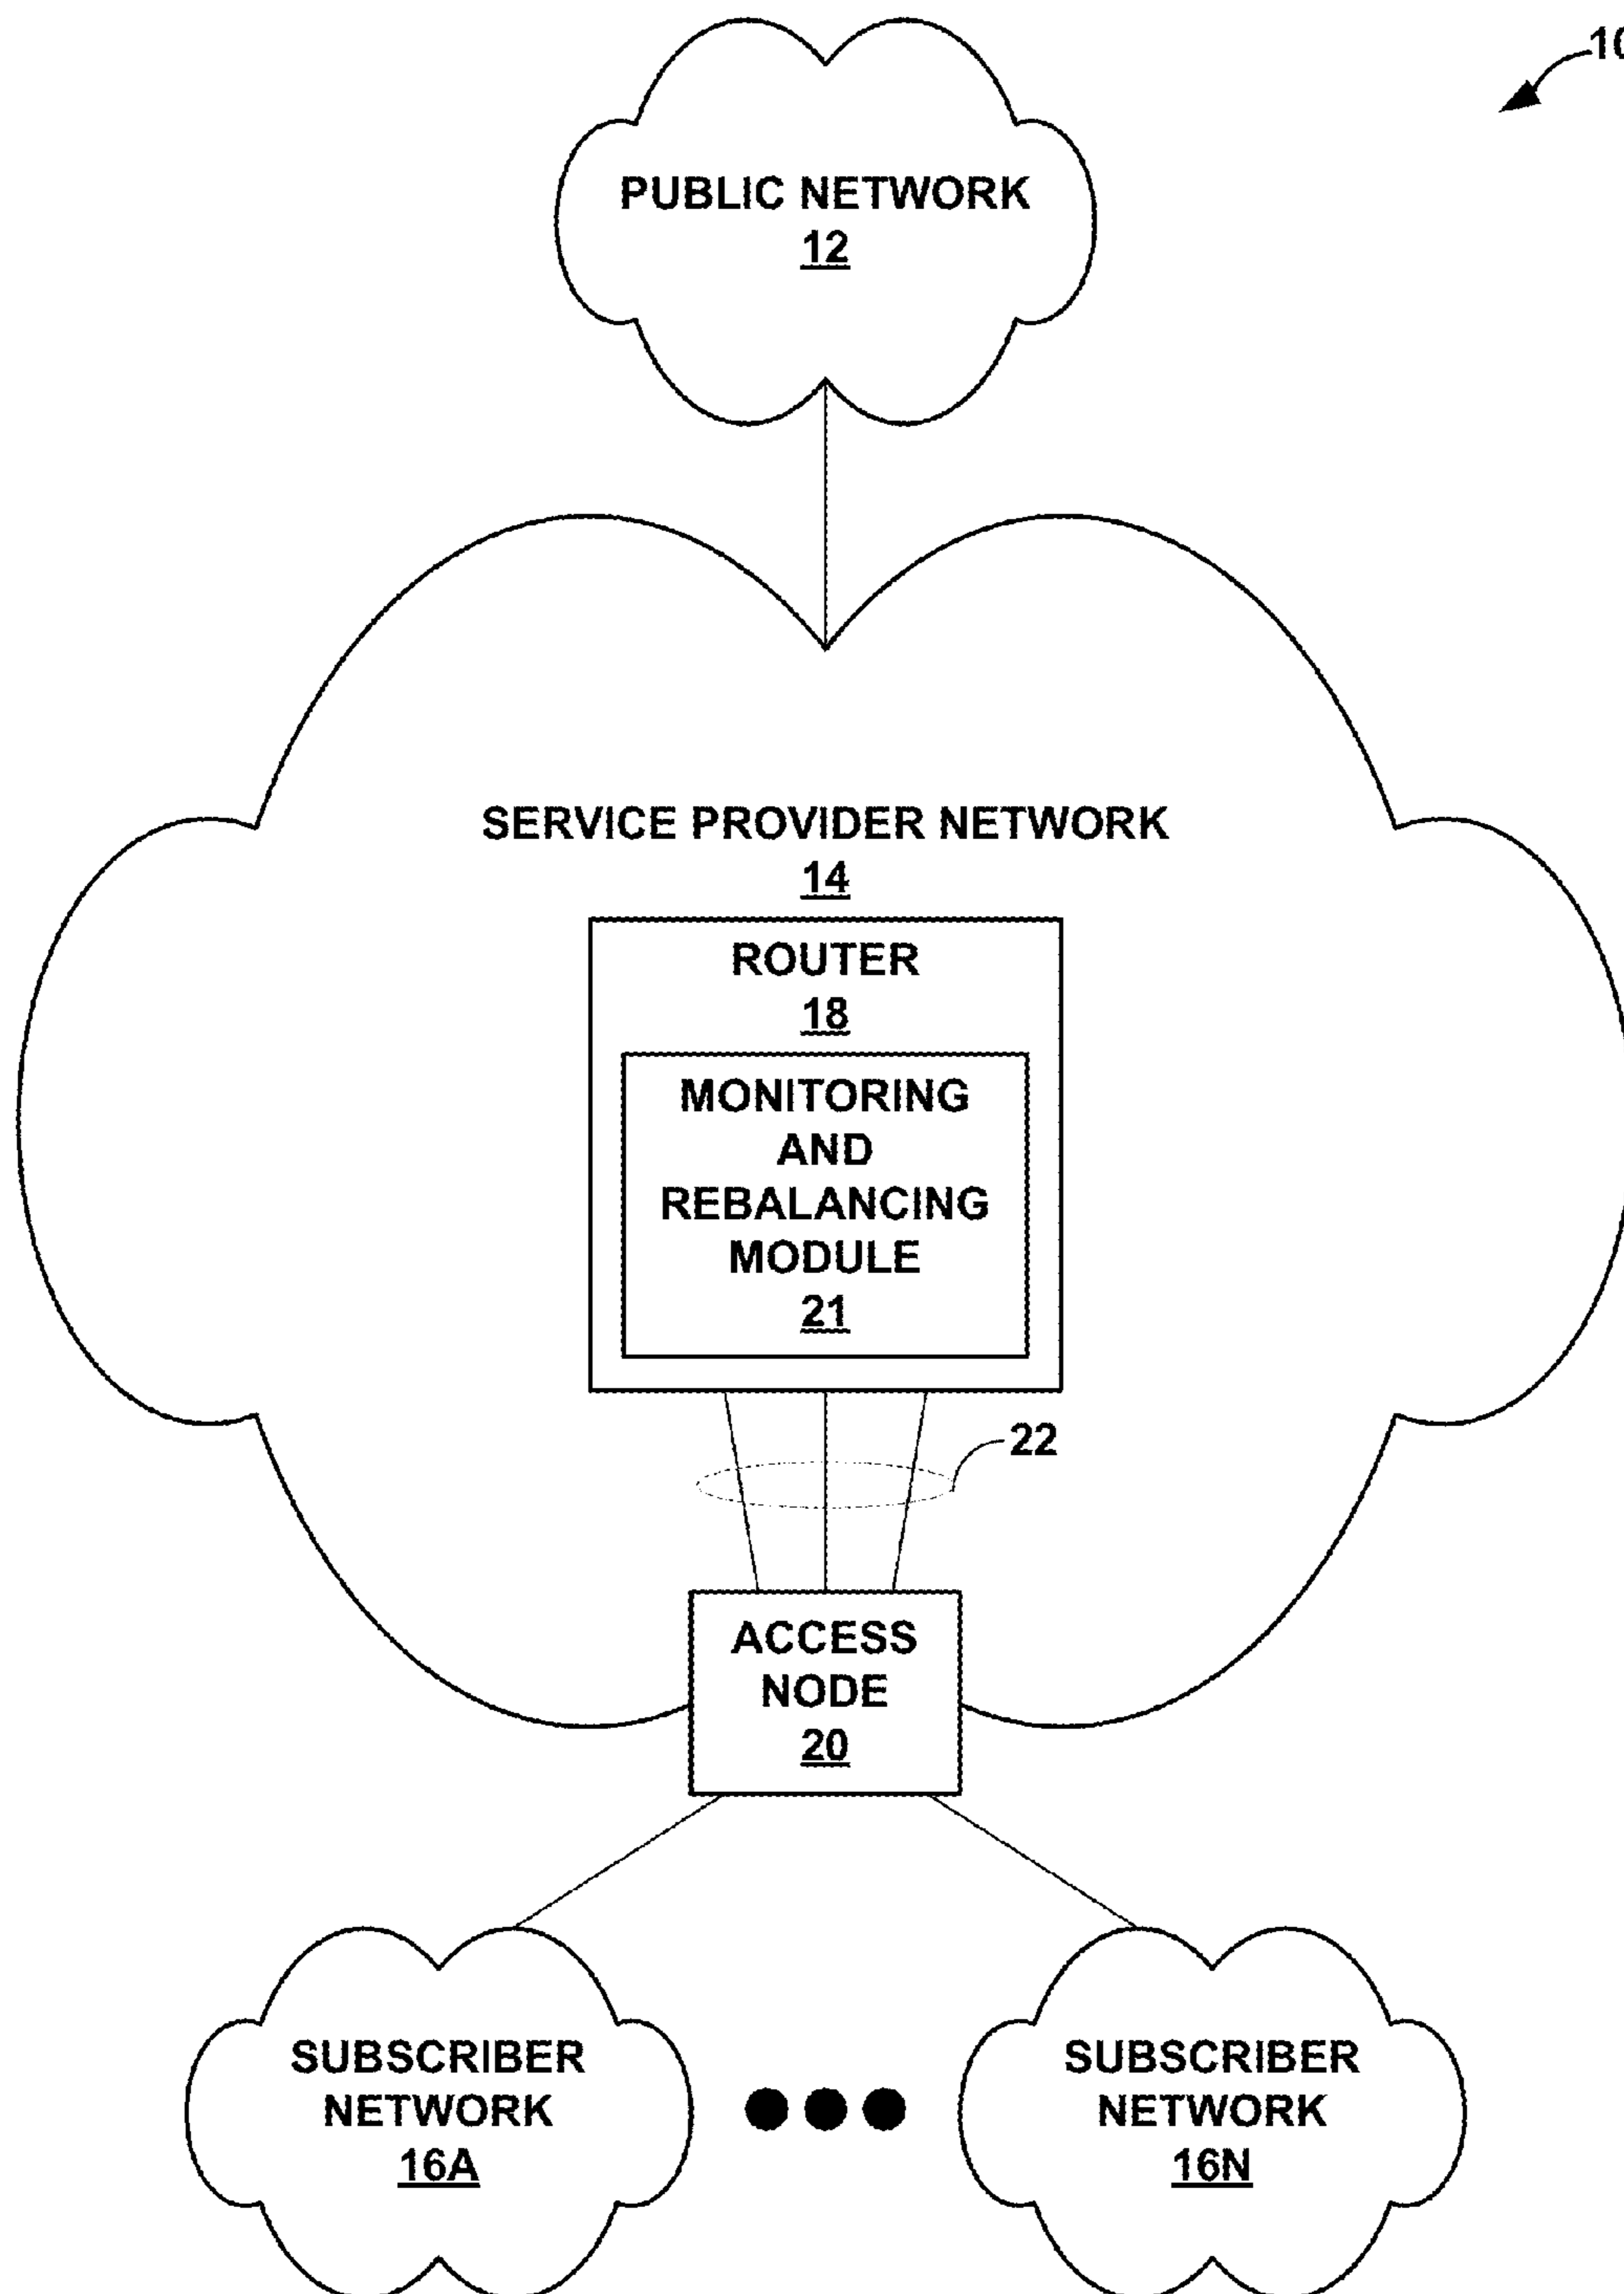 10
PUBLIC NETWORK
12
SERVICE PROVIDER NETWORK
14
ROUTER
18
MONITORING
AND
REBALANCING
MODULE
21
22
ACCESS
NODE
20
SUBSCRIBER
NETWORK
16A
SUBSCRIBER
NETWORK
16N